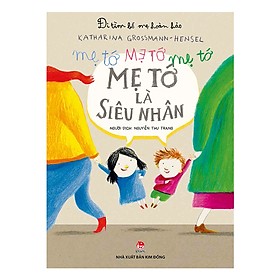 Đi tìm bố mẹ hoàn hảo
KATHARINA GROSSMANN-HENSEL
mẹ tớ MẸ TỚ mẹ tớ
MẸ TỚ
LÀ
SIÊU NHÂN
NGƯỜI DỊCH: NGUYỄN THU TRANG
NHÀ XUẤT BẢN KIM ĐỒNG